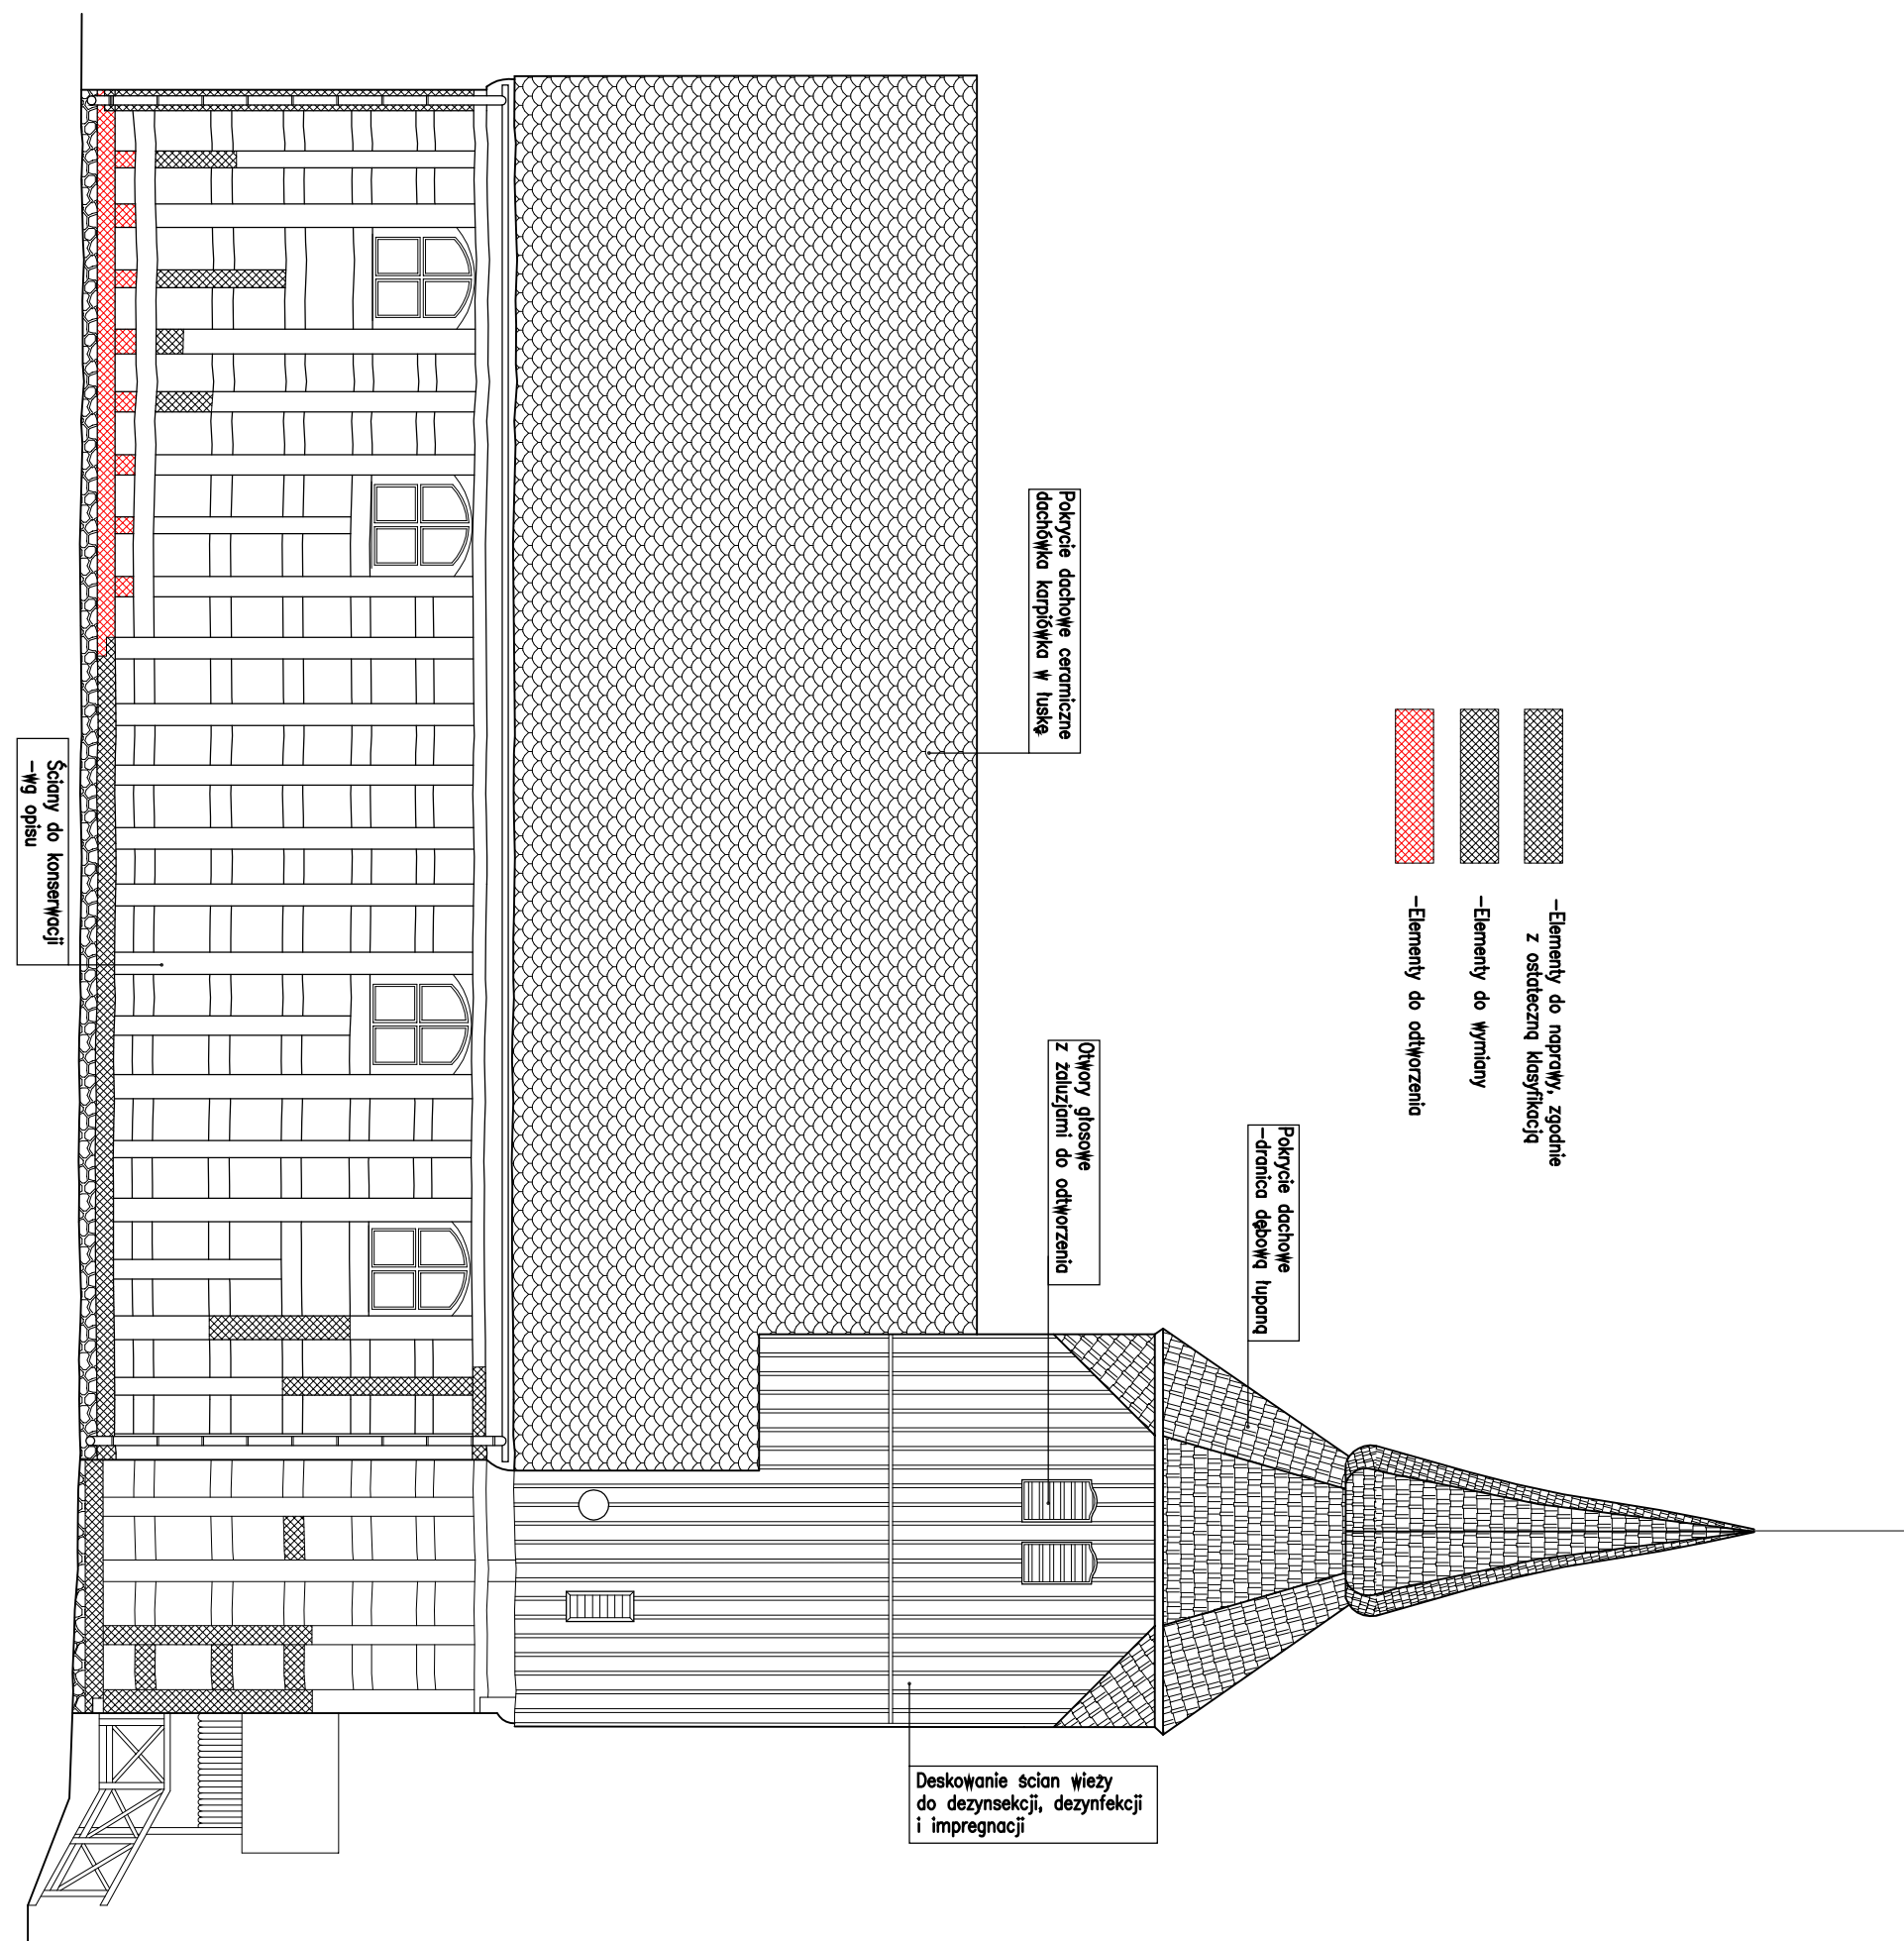 -Elementy do naprawy, zgodnie
z ostateczną klasyfikacją
-Elementy do wymiany
-Elementy do odtworzenia
Pokrycie dachowe
-dranica dębową łupaną
Pokrycie dachowe ceramiczne
dachówka karpiówka w łuskę
Otwory głosowe
z żaluzjami do odtworzenia
Ściany do konserwacji
-wg opisu
Deskowanie ścian wieży
do dezynsekcji, dezynfekcji
i impregnacji